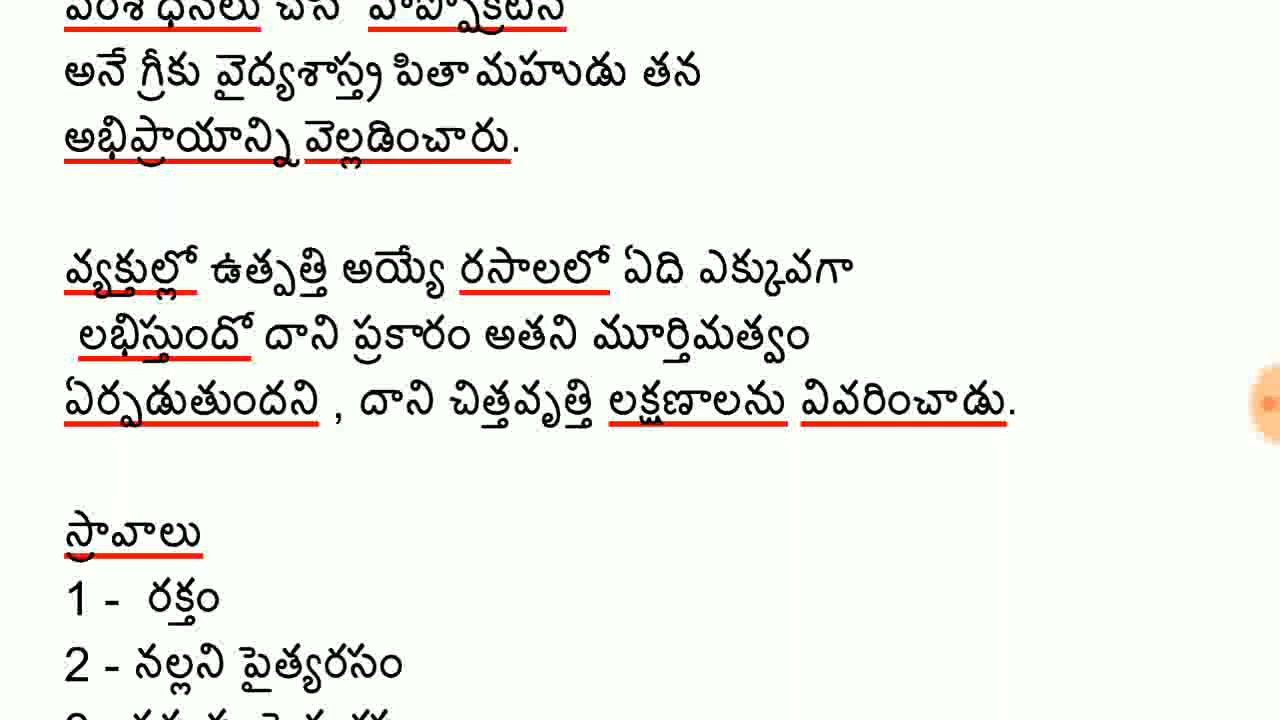 అనే గ్రీకు వైద్యశాస్త్ర పితామహుడు తన
అభిప్రాయాన్ని వెల్లడించారు.
వ్యక్తుల్లో ఉత్పత్తి అయ్యే రసాలలో ఏది ఎక్కువగా
లభిస్తుందో దాని ప్రకారం అతని మూర్తిమత్వం
ఏర్పడుతుందని , దాని చిత్తవృత్తి లక్షణాలను వివరించాడు.
స్రావాలు
1 - రక్తం
2 - నల్లని పైత్యరసం